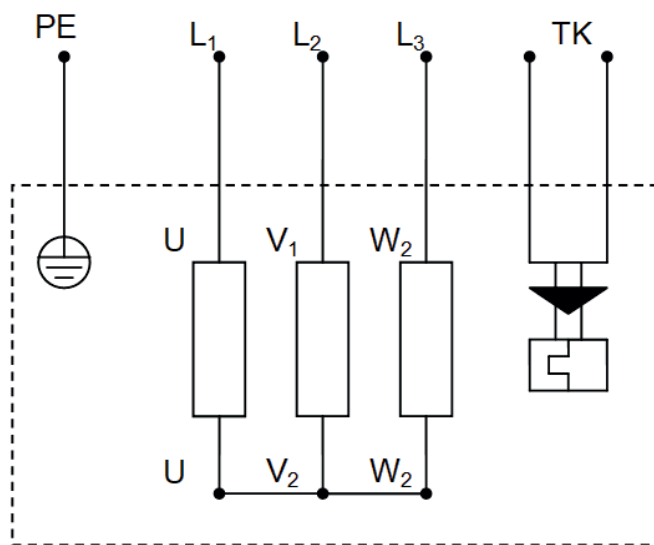 PE L₁ L₂ L₃ TK
U V₁ W₂
U V₂ W₂